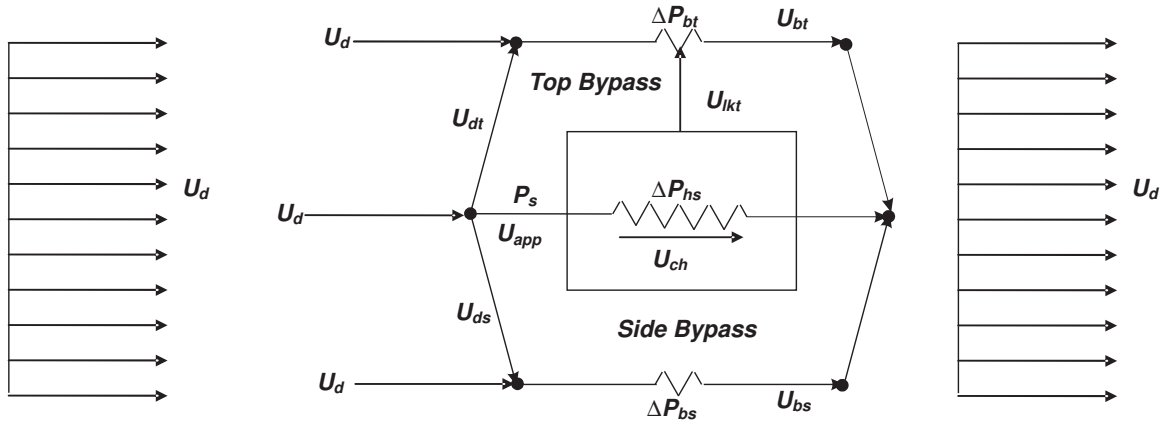 ΔP_bt
U_bt
U_d
Top Bypass
U_lkt
U_dt
U_d
P_s
ΔP_hs
U_d
U_d
U_app
U_ch
U_ds
Side Bypass
U_d
ΔP_bs
U_bs